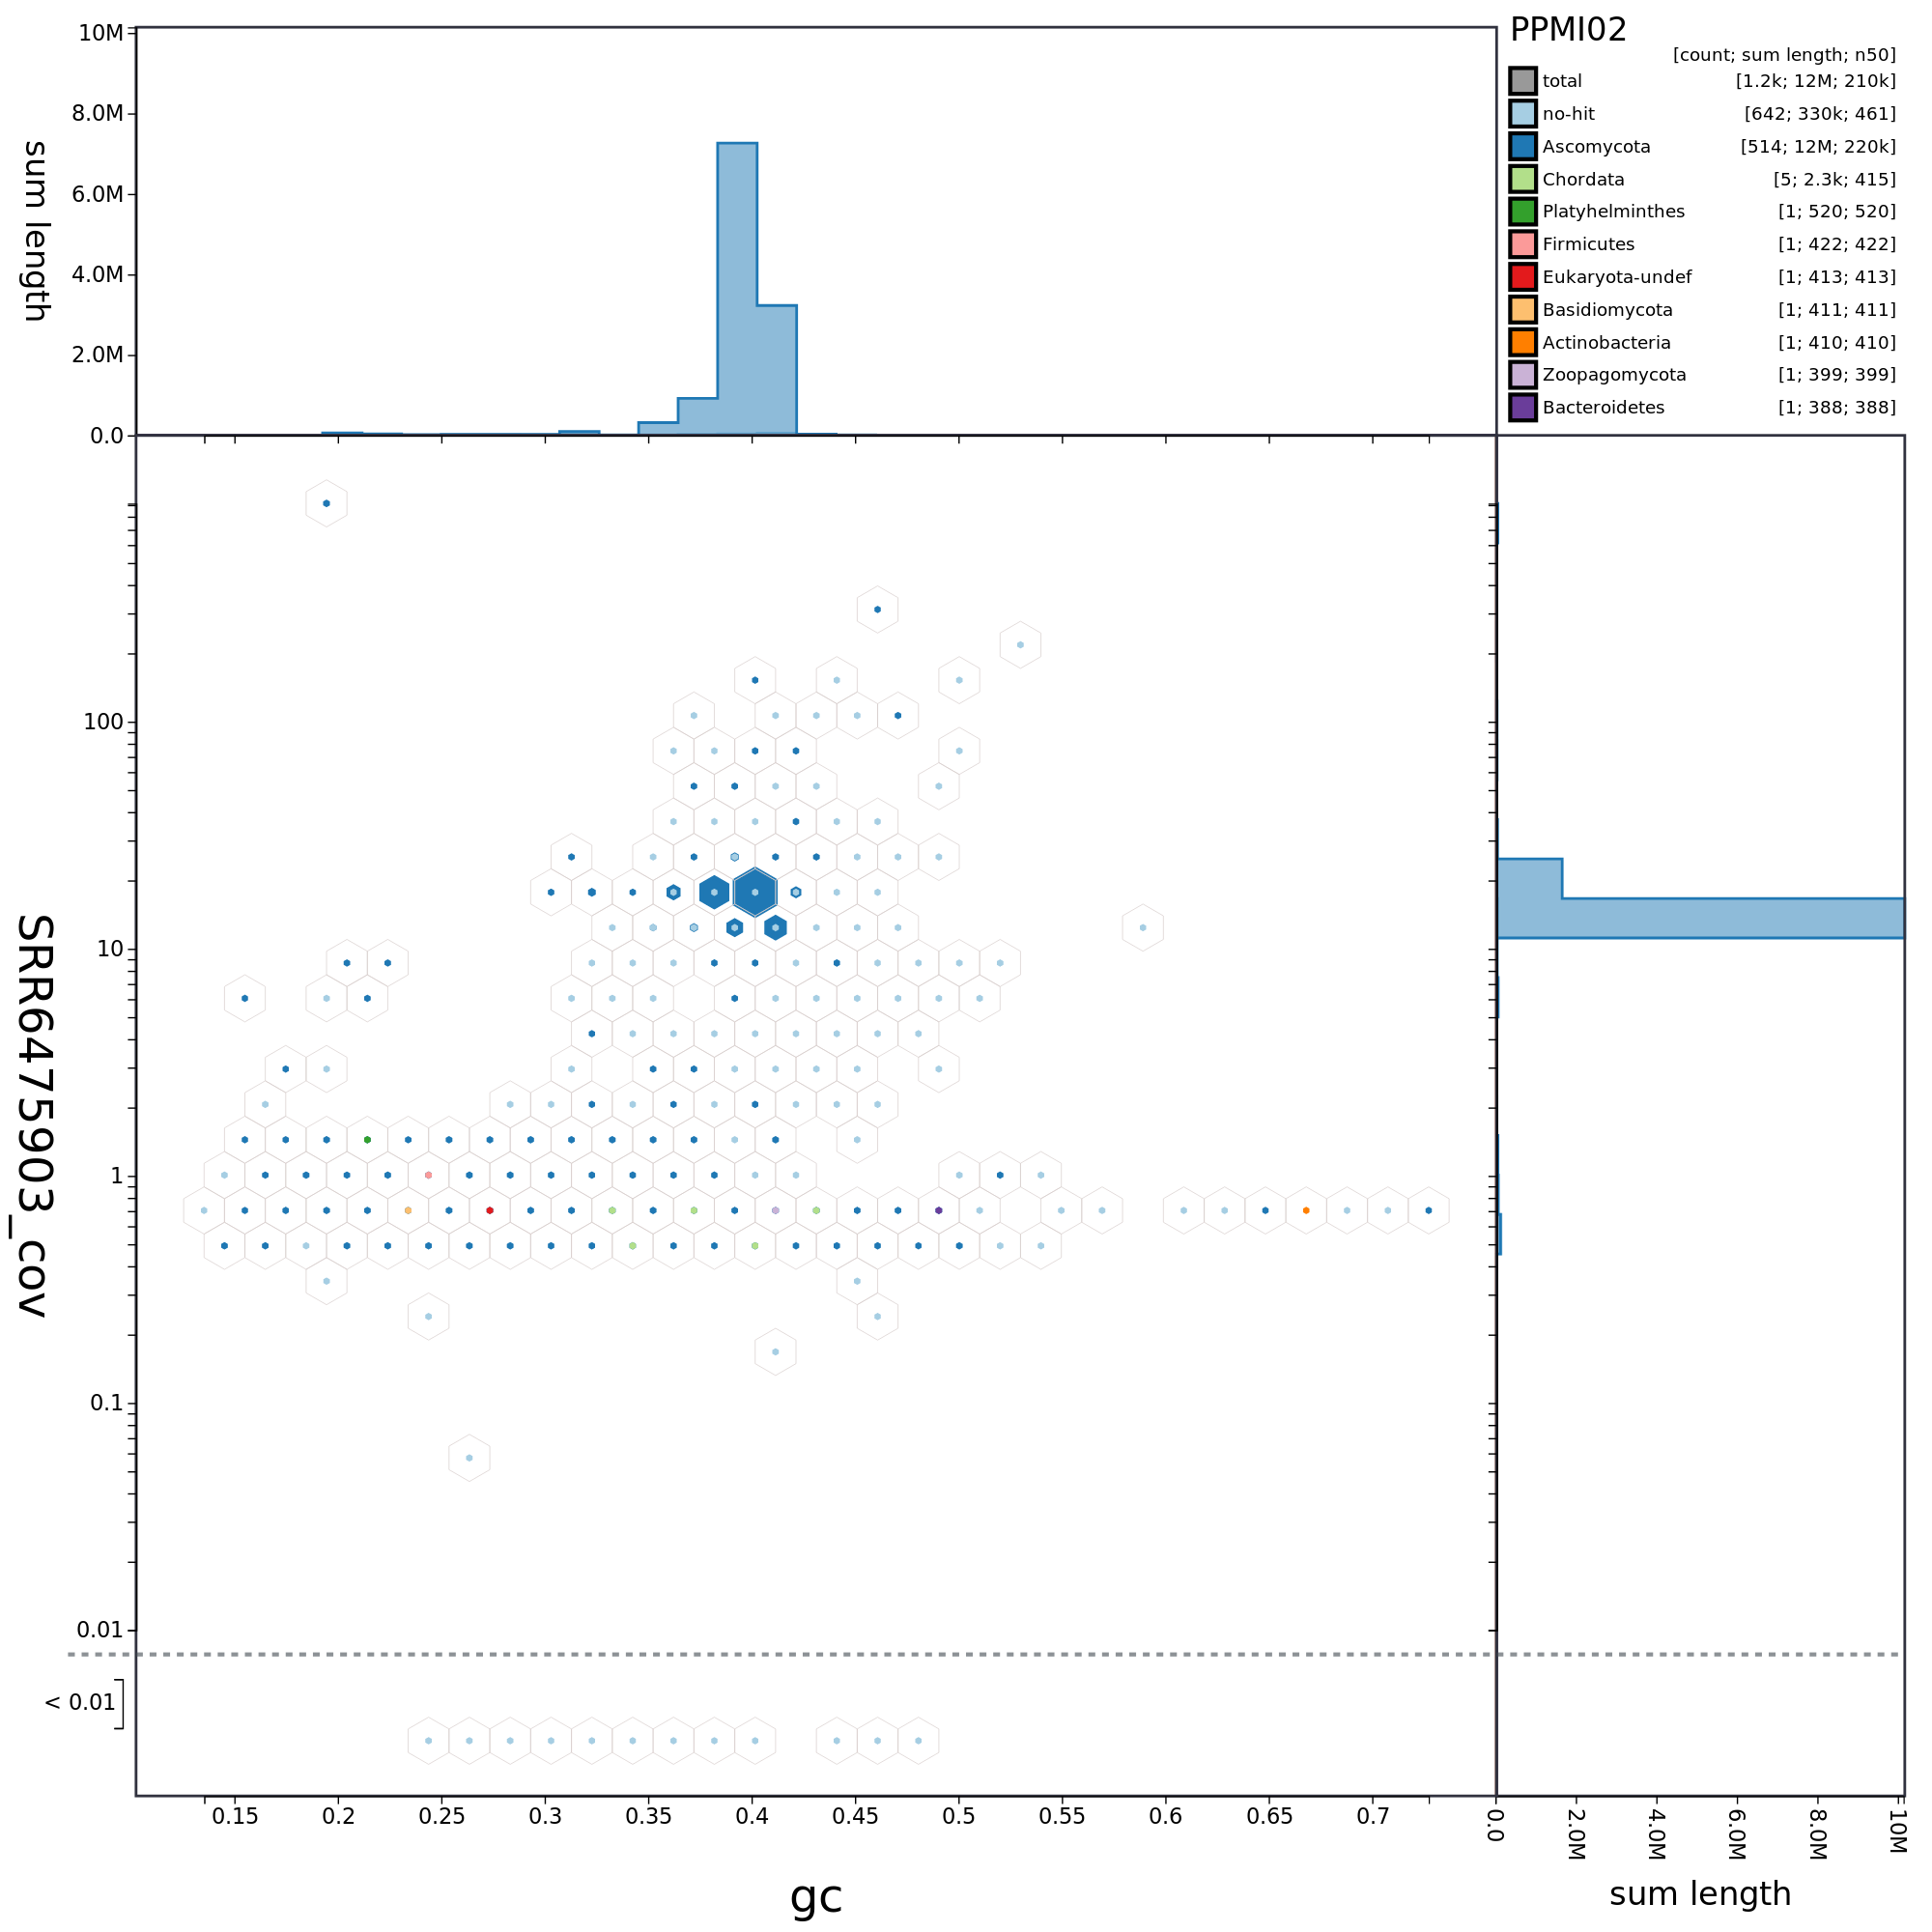 PPMI02
[count; sum length; n50]
total [1.2k; 12M; 210k]
no-hit [642; 330k; 461]
Ascomycota [514; 12M; 220k]
Chordata [5; 2.3k; 415]
Platyhelminthes [1; 520; 520]
Firmicutes [1; 422; 422]
Eukaryota-undef [1; 413; 413]
Basidiomycota [1; 411; 411]
Actinobacteria [1; 410; 410]
Zoopagomycota [1; 399; 399]
Bacteroidetes [1; 388; 388]
sum length
10M
8.0M
6.0M
4.0M
2.0M
0.0
SRR6475903_cov
100
10
1
0.1
0.01
< 0.01
0.15 0.2 0.25 0.3 0.35 0.4 0.45 0.5 0.55 0.6 0.65 0.7
gc
0.0 2.0M 4.0M 6.0M 8.0M 10M
sum length